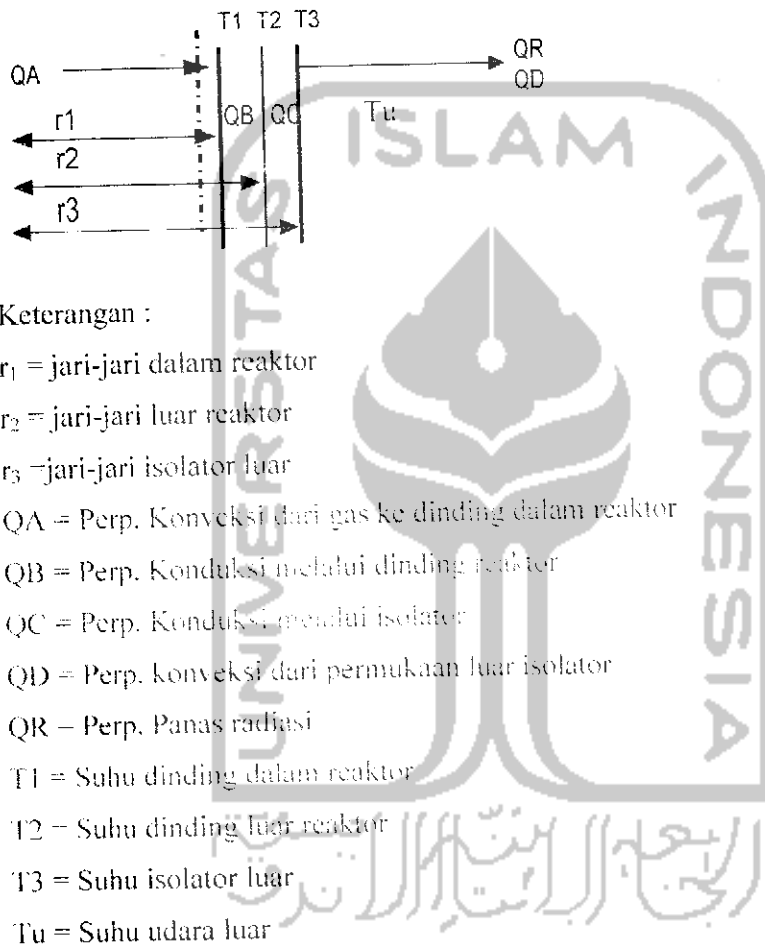 T1 T2 T3
QA QR
QD
r1 QB QC Tu
r2
r3
Keterangan :
r₁ = jari-jari dalam reaktor
r₂ = jari-jari luar reaktor
r₃ =jari-jari isolator luar
QA = Perp. Konveksi dari gas ke dinding dalam reaktor
QB = Perp. Konduksi melalui dinding reaktor
QC = Perp. Konduksi melalui isolator
QD = Perp. konveksi dari permukaan luar isolator
QR = Perp. Panas radiasi
T1 = Suhu dinding dalam reaktor
T2 = Suhu dinding luar reaktor
T3 = Suhu isolator luar
Tu = Suhu udara luar
UNIVERSITAS
ISLAM
INDONESIA